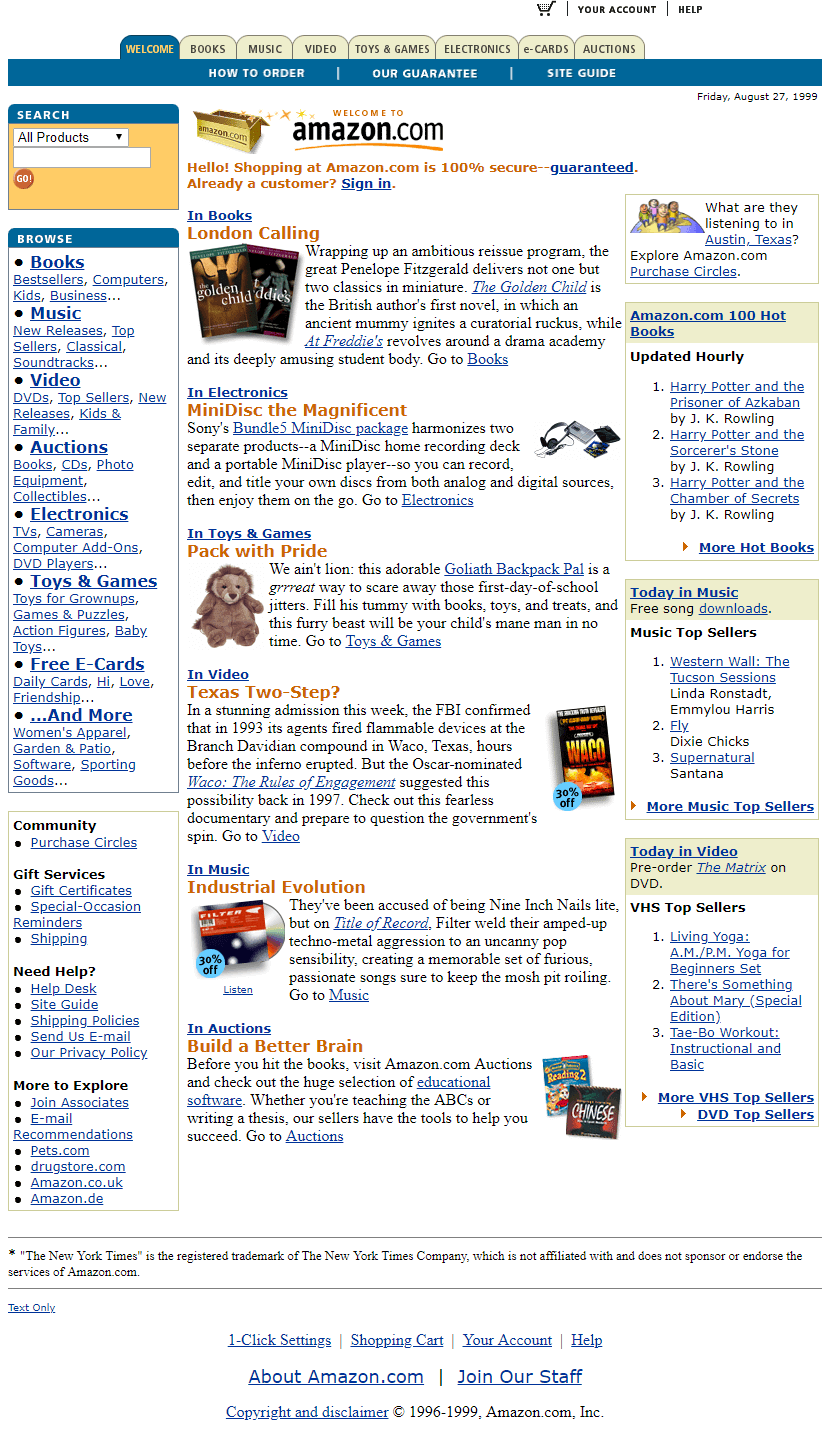 YOUR ACCOUNT
HELP
WELCOME
BOOKS
MUSIC
VIDEO
TOYS & GAMES
ELECTRONICS
e-CARDS
AUCTIONS
HOW TO ORDER | OUR GUARANTEE | SITE GUIDE
Friday, August 27, 1999
SEARCH
All Products
GO!
BROWSE
Books
Bestsellers, Computers,
Kids, Business...
Music
New Releases, Top
Sellers, Classical,
Soundtracks...
Video
DVDs, Top Sellers, New
Releases, Kids &
Family...
Auctions
Books, CDs, Photo
Equipment,
Collectibles...
Electronics
TVs, Cameras,
Computer Add-Ons,
DVD Players...
Toys & Games
Toys for Grownups,
Games & Puzzles,
Action Figures, Baby
Toys...
Free E-Cards
Daily Cards, Hi, Love,
Friendship...
...And More
Women's Apparel,
Garden & Patio,
Software, Sporting
Goods...
Community
Purchase Circles
Gift Services
Gift Certificates
Special-Occasion
Reminders
Shipping
Need Help?
Help Desk
Site Guide
Shipping Policies
Send Us E-mail
Our Privacy Policy
More to Explore
Join Associates
E-mail
Recommendations
Pets.com
drugstore.com
Amazon.co.uk
Amazon.de
amazon.com
WELCOME TO
amazon.com
Hello! Shopping at Amazon.com is 100% secure--guaranteed.
Already a customer? Sign in.
In Books
London Calling
PENELOPE FITZGERALD
the golden child
Wrapping up an ambitious reissue program, the
great Penelope Fitzgerald delivers not one but
two classics in miniature. The Golden Child is
the British author's first novel, in which an
ancient mummy ignites a curatorial ruckus, while
At Freddie's revolves around a drama academy
and its deeply amusing student body. Go to Books
In Electronics
MiniDisc the Magnificent
Sony's Bundle5 MiniDisc package harmonizes two
separate products--a MiniDisc home recording deck
and a portable MiniDisc player--so you can record,
edit, and title your own discs from both analog and digital sources,
then enjoy them on the go. Go to Electronics
In Toys & Games
Pack with Pride
We ain't lion: this adorable Goliath Backpack Pal is a
grrreat way to scare away those first-day-of-school
jitters. Fill his tummy with books, toys, and treats, and
this furry beast will be your child's mane man in no
time. Go to Toys & Games
In Video
Texas Two-Step?
In a stunning admission this week, the FBI confirmed
that in 1993 its agents fired flammable devices at the
Branch Davidian compound in Waco, Texas, hours
before the inferno erupted. But the Oscar-nominated
Waco: The Rules of Engagement suggested this
possibility back in 1997. Check out this fearless
documentary and prepare to question the government's
spin. Go to Video
WACO
30%
off
In Music
Industrial Evolution
FILTER
30%
off
Listen
They've been accused of being Nine Inch Nails lite,
but on Title of Record, Filter weld their amped-up
techno-metal aggression to an uncanny pop
sensibility, creating a memorable set of furious,
passionate songs sure to keep the mosh pit roiling.
Go to Music
In Auctions
Build a Better Brain
Before you hit the books, visit Amazon.com Auctions
and check out the huge selection of educational
software. Whether you're teaching the ABCs or
writing a thesis, our sellers have the tools to help you
succeed. Go to Auctions
Reading 2
CHINESE
What are they
listening to in
Austin, Texas?
Explore Amazon.com
Purchase Circles.
Amazon.com 100 Hot
Books
Updated Hourly
1. Harry Potter and the
Prisoner of Azkaban
by J. K. Rowling
2. Harry Potter and the
Sorcerer's Stone
by J. K. Rowling
3. Harry Potter and the
Chamber of Secrets
by J. K. Rowling
More Hot Books
Today in Music
Free song downloads.
Music Top Sellers
1. Western Wall: The
Tucson Sessions
Linda Ronstadt,
Emmylou Harris
2. Fly
Dixie Chicks
3. Supernatural
Santana
More Music Top Sellers
Today in Video
Pre-order The Matrix on
DVD.
VHS Top Sellers
1. Living Yoga:
A.M./P.M. Yoga for
Beginners Set
2. There's Something
About Mary (Special
Edition)
3. Tae-Bo Workout:
Instructional and
Basic
More VHS Top Sellers
DVD Top Sellers
* "The New York Times" is the registered trademark of The New York Times Company, which is not affiliated with and does not sponsor or endorse the
services of Amazon.com.
Text Only
1-Click Settings | Shopping Cart | Your Account | Help
About Amazon.com | Join Our Staff
Copyright and disclaimer © 1996-1999, Amazon.com, Inc.